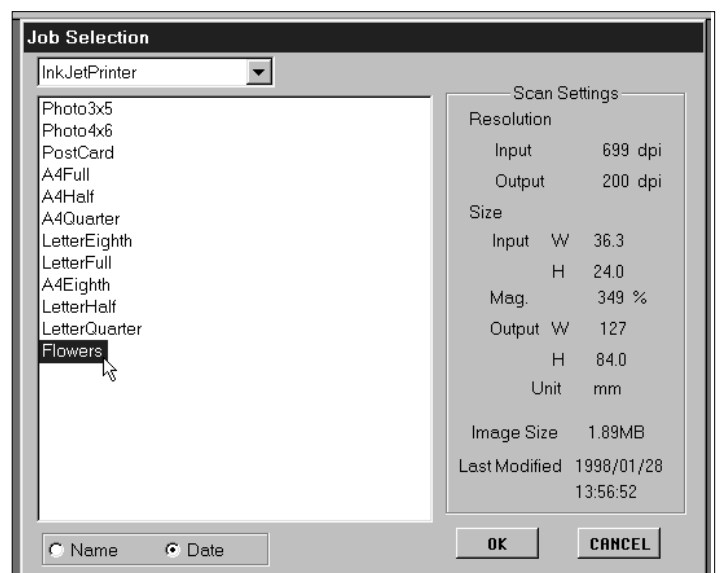 Job Selection
InkJetPrinter
Photo3x5
Photo4x6
PostCard
A4Full
A4Half
A4Quarter
LetterEighth
LetterFull
A4Eighth
LetterHalf
LetterQuarter
Flowers
Name Date
Scan Settings
Resolution
Input 699 dpi
Output 200 dpi
Size
Input W 36.3
H 24.0
Mag. 349 %
Output W 127
H 84.0
Unit mm
Image Size 1.89MB
Last Modified 1998/01/28
13:56:52
OK CANCEL